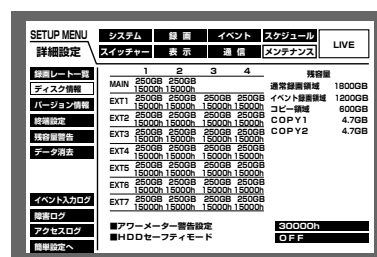 SETUP MENU
詳細設定
システム 録画 イベント スケジュール
スイッチャー 表示 通信 メンテナンス
LIVE
録画レート一覧
ディスク情報
バージョン情報
終端設定
残容量警告
データ消去
イベント入力ログ
障害ログ
アクセスログ
簡単設定へ
1 2 3 4
MAIN 250GB 250GB
15000h 15000h
EXT1 250GB 250GB 250GB 250GB
15000h 15000h 15000h 15000h
EXT2 250GB 250GB 250GB 250GB
15000h 15000h 15000h 15000h
EXT3 250GB 250GB 250GB 250GB
15000h 15000h 15000h 15000h
EXT4 250GB 250GB 250GB 250GB
15000h 15000h 15000h 15000h
EXT5 250GB 250GB 250GB 250GB
15000h 15000h 15000h 15000h
EXT6 250GB 250GB 250GB 250GB
15000h 15000h 15000h 15000h
EXT7 250GB 250GB 250GB 250GB
15000h 15000h 15000h 15000h
残容量
通常録画領域 1800GB
イベント録画領域 1200GB
コピー領域 600GB
COPY1 4.7GB
COPY2 4.7GB
■アワーメーター警告設定 30000h
■HDDセーフティモード OFF